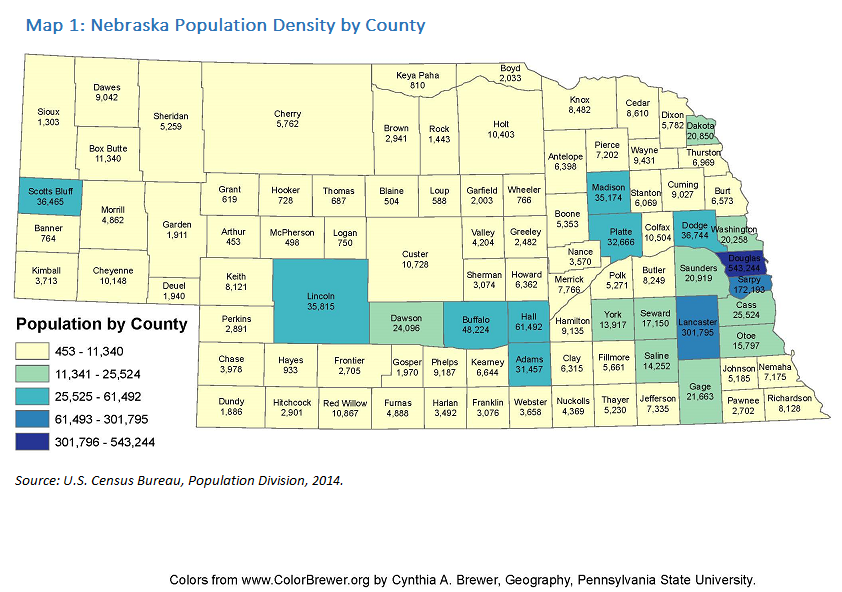 Map 1: Nebraska Population Density by County
Sioux
1,303
Dawes
9,042
Box Butte
11,340
Sheridan
5,259
Cherry
5,762
Keya Paha
810
Boyd
2,033
Brown
2,941
Rock
1,443
Holt
10,403
Knox
8,482
Cedar
8,610
Dixon
5,782
Dakota
20,850
Antelope
6,398
Pierce
7,202
Wayne
9,431
Thurston
6,969
Scotts Bluff
36,465
Banner
764
Kimball
3,713
Morrill
4,862
Cheyenne
10,148
Garden
1,911
Deuel
1,940
Grant
619
Hooker
728
Thomas
687
Blaine
504
Loup
588
Garfield
2,003
Wheeler
766
Boone
5,353
Madison
35,174
Stanton
6,069
Cuming
9,027
Burt
6,573
Arthur
453
McPherson
498
Logan
750
Custer
10,728
Valley
4,204
Greeley
2,482
Nance
3,570
Platte
32,666
Colfax
10,504
Dodge
36,744
Washington
20,258
Keith
8,121
Lincoln
35,815
Sherman
3,074
Howard
6,362
Merrick
7,766
Polk
5,271
Butler
8,249
Saunders
20,919
Douglas
543,244
Sarpy
172,193
Perkins
2,891
Dawson
24,096
Buffalo
48,224
Hall
61,492
Hamilton
9,135
York
13,917
Seward
17,150
Lancaster
301,795
Cass
25,524
Otoe
15,797
Chase
3,978
Hayes
933
Frontier
2,705
Gosper
1,970
Phelps
9,187
Kearney
6,644
Adams
31,457
Clay
6,315
Fillmore
5,661
Saline
14,252
Gage
21,663
Johnson
5,185
Nemaha
7,175
Dundy
1,886
Hitchcock
2,901
Red Willow
10,867
Furnas
4,888
Harlan
3,492
Franklin
3,076
Webster
3,658
Nuckolls
4,369
Thayer
5,230
Jefferson
7,335
Pawnee
2,702
Richardson
8,128
Population by County
453 - 11,340
11,341 - 25,524
25,525 - 61,492
61,493 - 301,795
301,796 - 543,244
Source: U.S. Census Bureau, Population Division, 2014.
Colors from www.ColorBrewer.org by Cynthia A. Brewer, Geography, Pennsylvania State University.